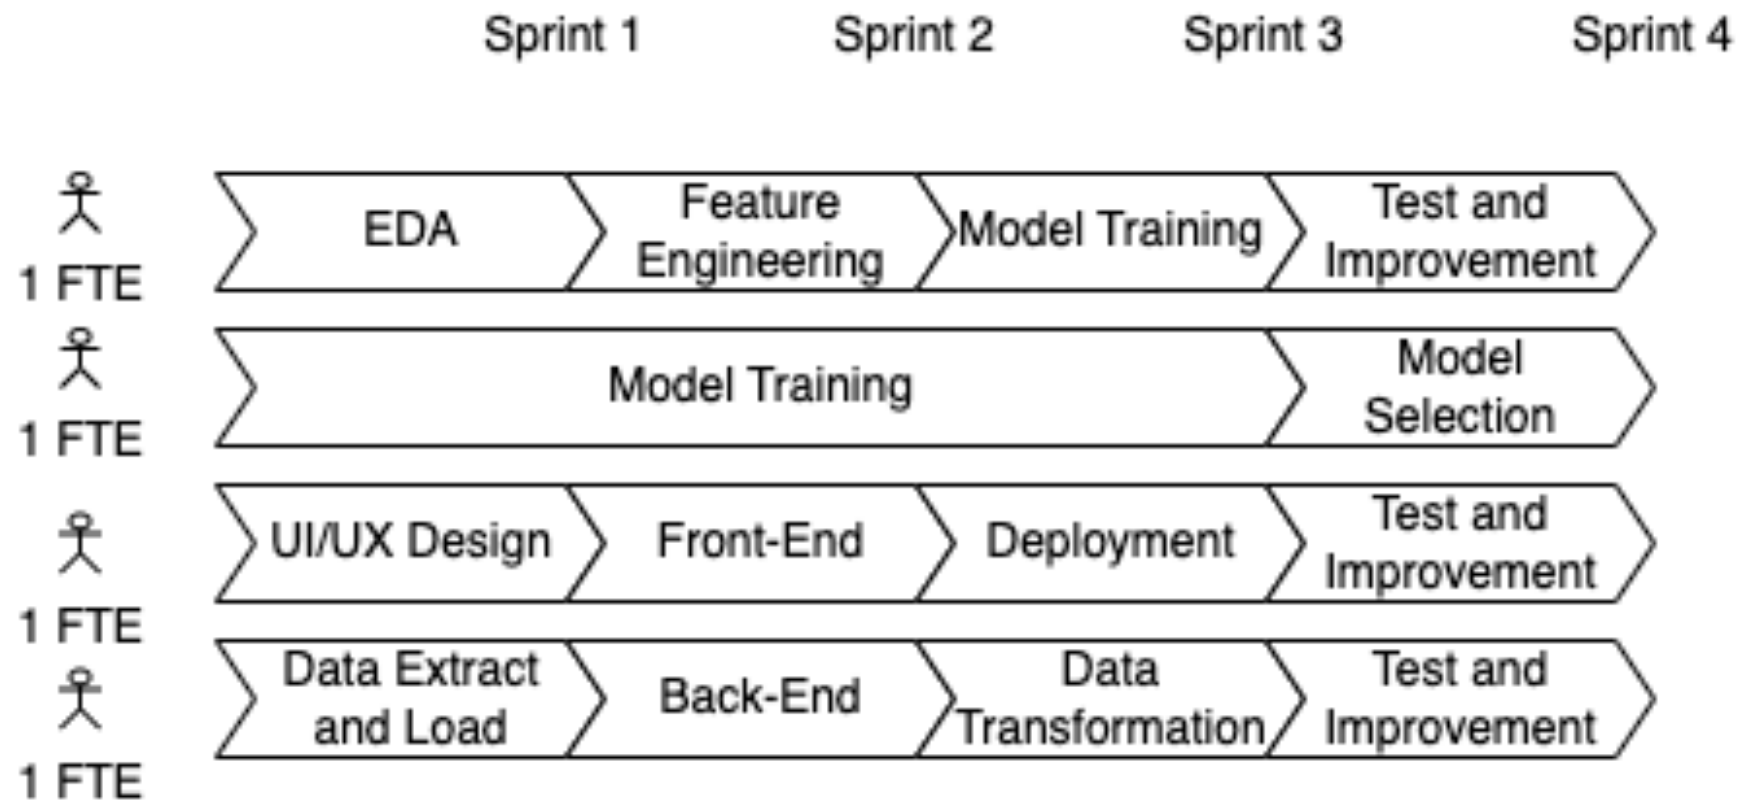 Sprint 1 Sprint 2 Sprint 3 Sprint 4
EDA
Feature
Engineering
Model Training
Test and
Improvement
1 FTE
Model Training
Model
Selection
1 FTE
UI/UX Design
Front-End
Deployment
Test and
Improvement
1 FTE
Data Extract
and Load
Back-End
Data
Transformation
Test and
Improvement
1 FTE